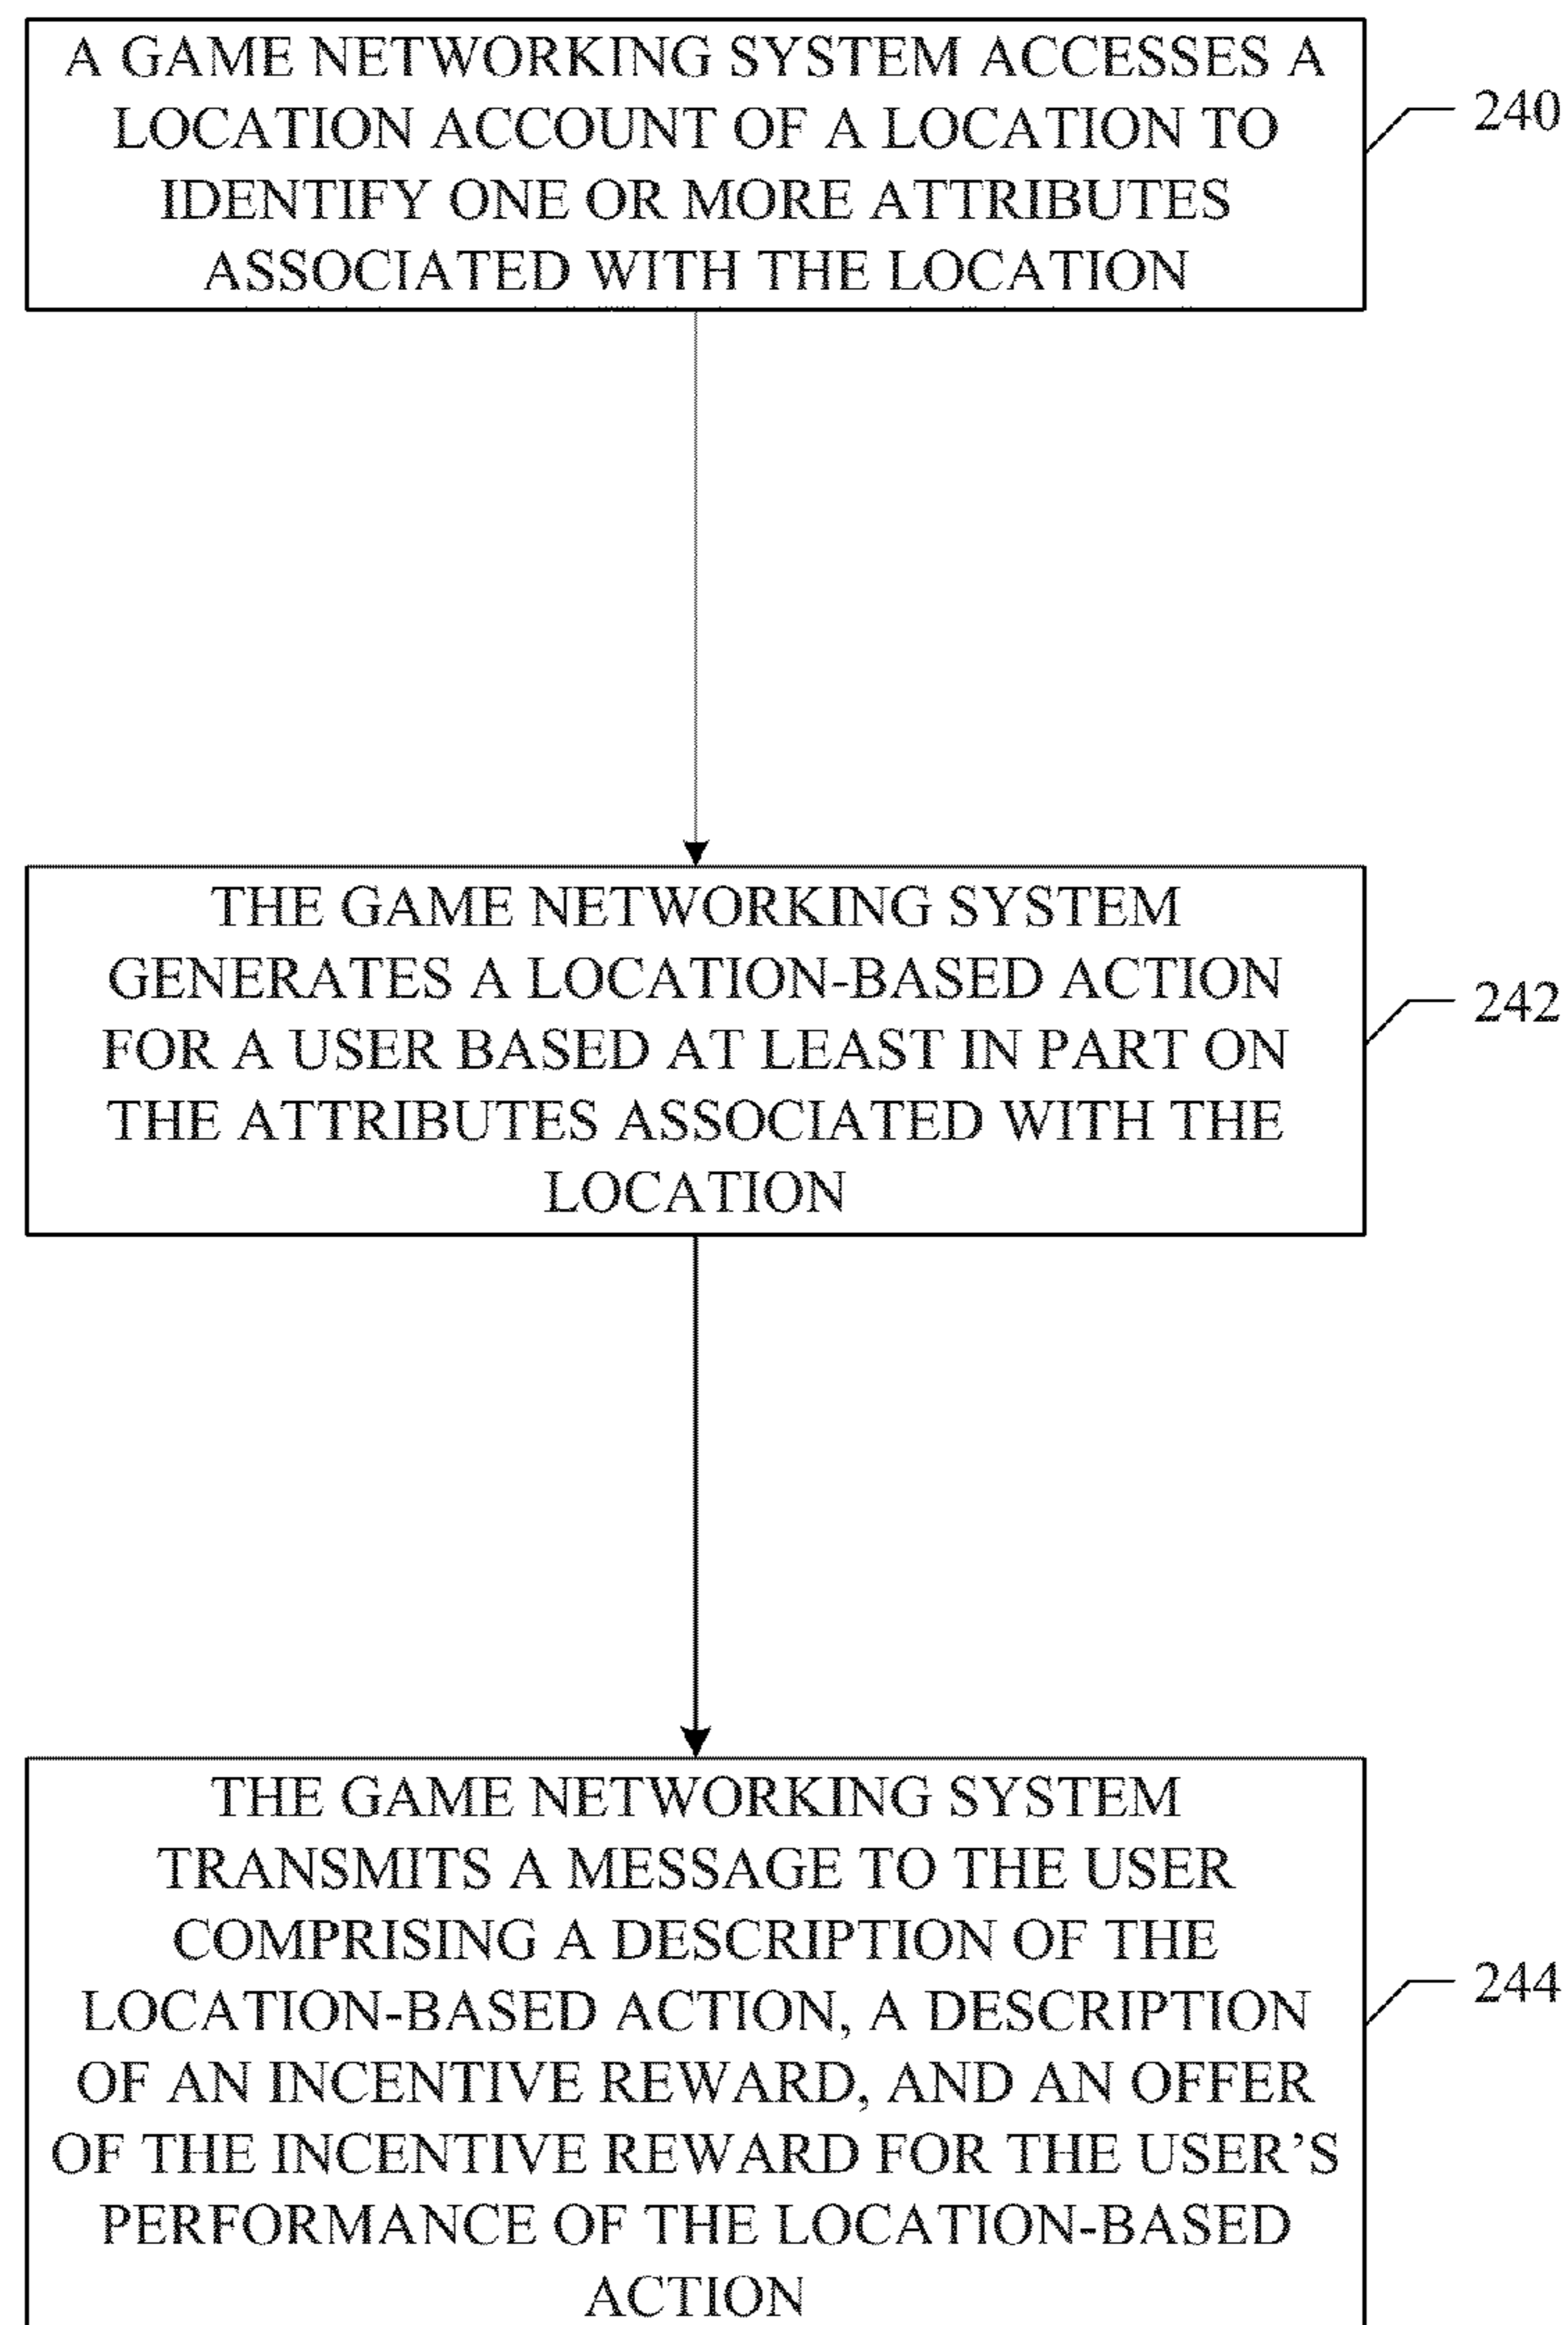 A GAME NETWORKING SYSTEM ACCESSES A
LOCATION ACCOUNT OF A LOCATION TO
IDENTIFY ONE OR MORE ATTRIBUTES
ASSOCIATED WITH THE LOCATION
240
THE GAME NETWORKING SYSTEM
GENERATES A LOCATION-BASED ACTION
FOR A USER BASED AT LEAST IN PART ON
THE ATTRIBUTES ASSOCIATED WITH THE
LOCATION
242
THE GAME NETWORKING SYSTEM
TRANSMITS A MESSAGE TO THE USER
COMPRISING A DESCRIPTION OF THE
LOCATION-BASED ACTION, A DESCRIPTION
OF AN INCENTIVE REWARD, AND AN OFFER
OF THE INCENTIVE REWARD FOR THE USER’S
PERFORMANCE OF THE LOCATION-BASED
ACTION
244